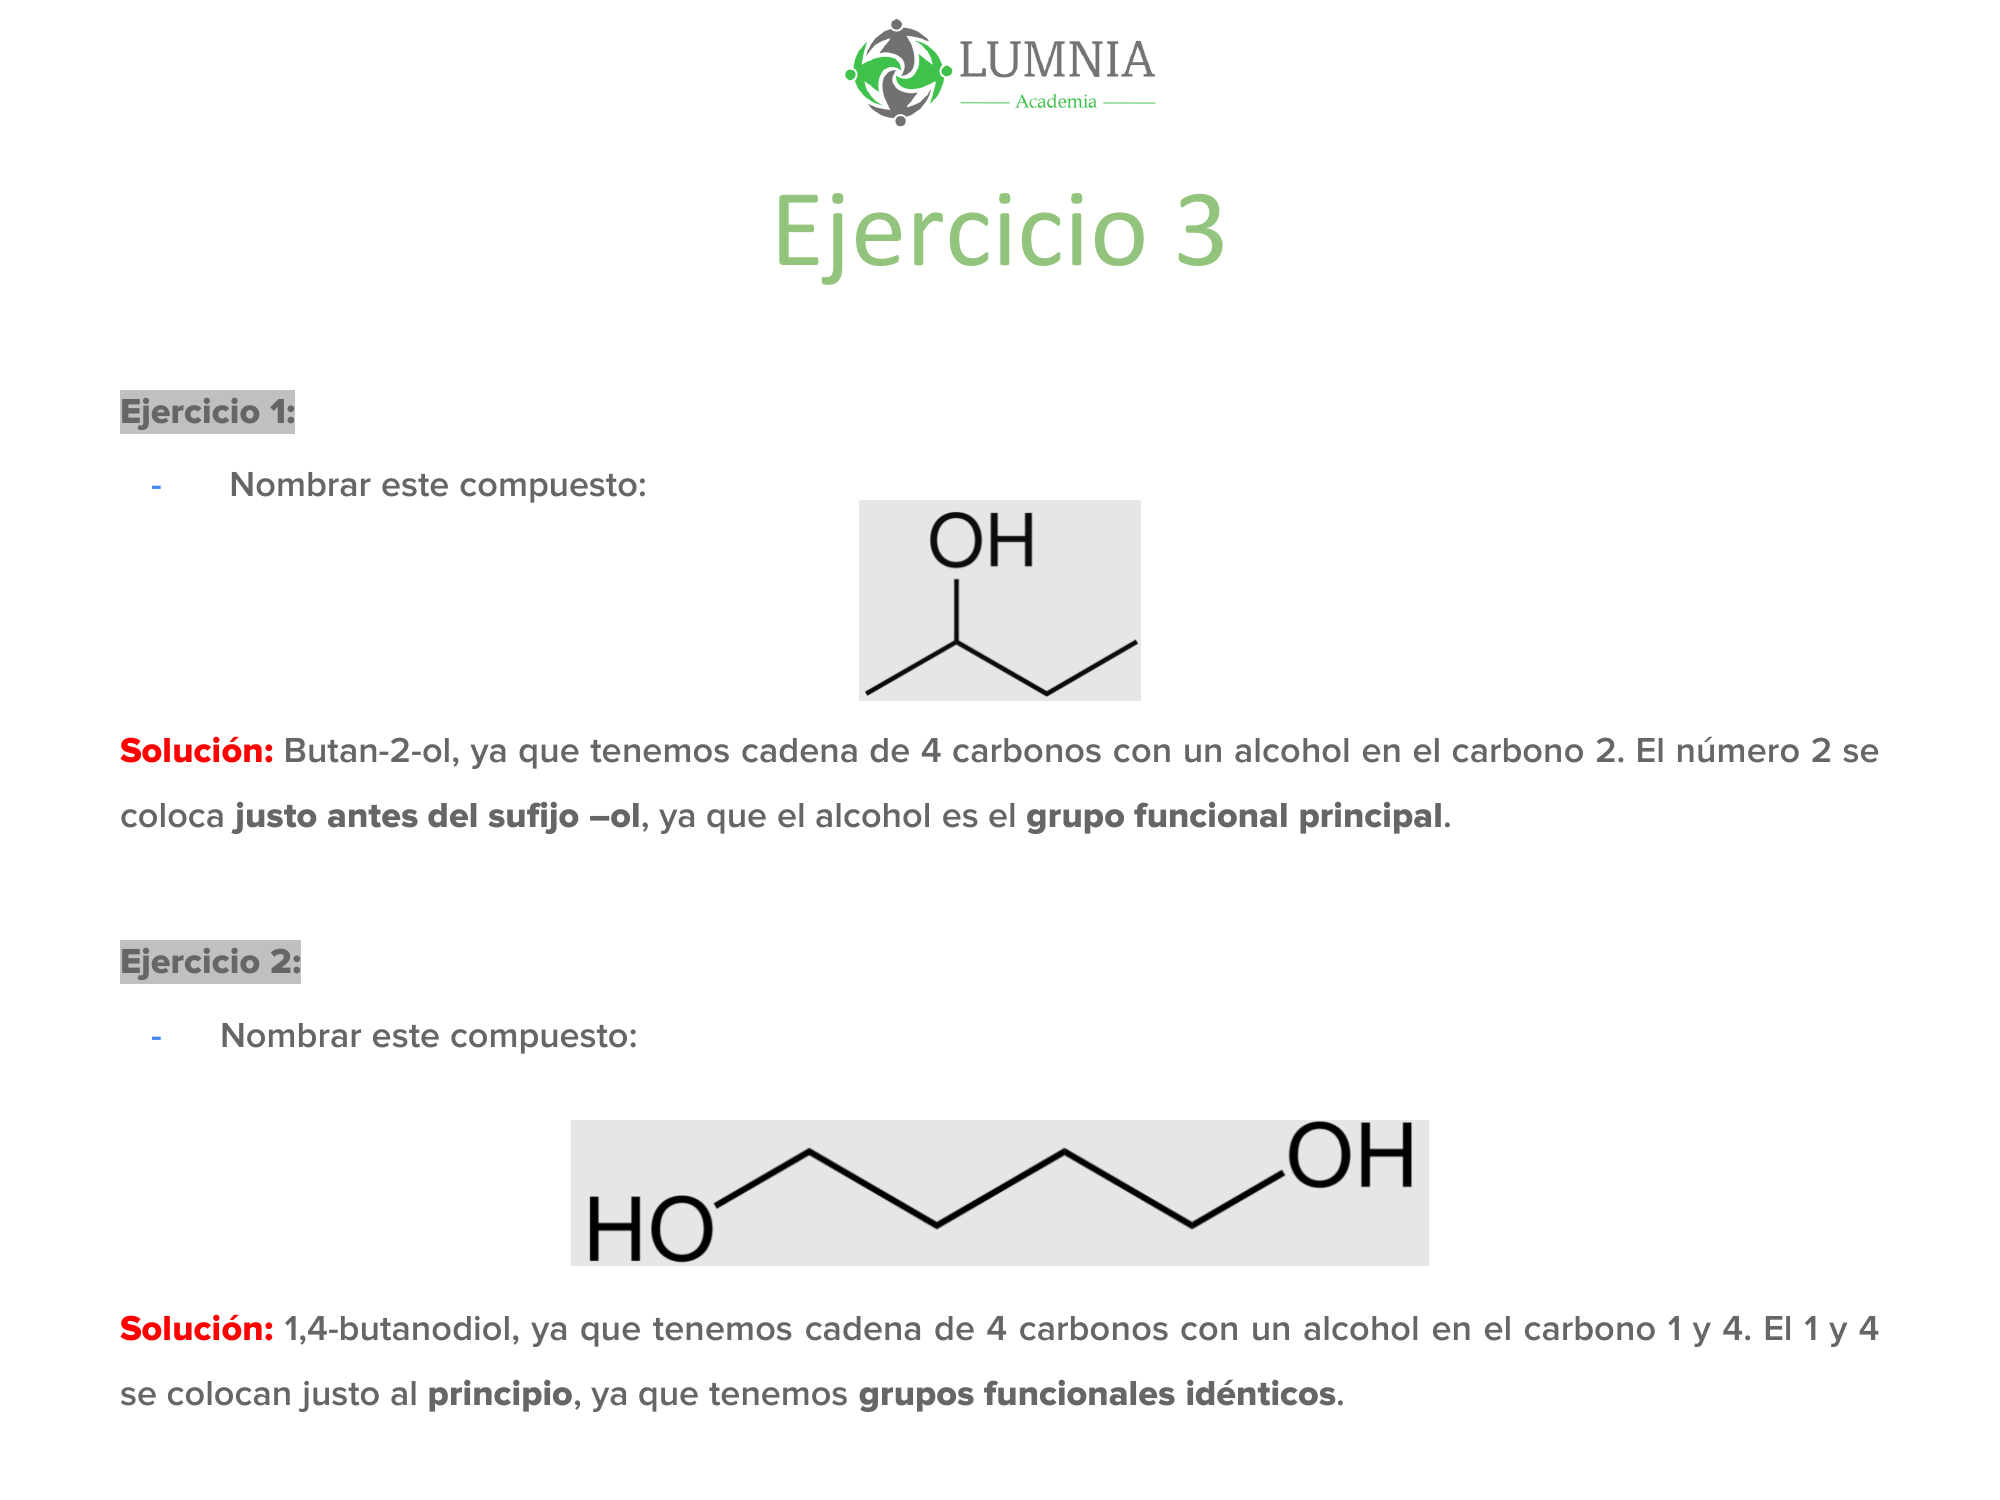 LUMNIA
Academia
Ejercicio 3
Ejercicio 1:
- Nombrar este compuesto:
OH
Solución: Butan-2-ol, ya que tenemos cadena de 4 carbonos con un alcohol en el carbono 2. El número 2 se
coloca justo antes del sufijo –ol, ya que el alcohol es el grupo funcional principal.
Ejercicio 2:
- Nombrar este compuesto:
OH
HO
Solución: 1,4-butanodiol, ya que tenemos cadena de 4 carbonos con un alcohol en el carbono 1 y 4. El 1 y 4
se colocan justo al principio, ya que tenemos grupos funcionales idénticos.